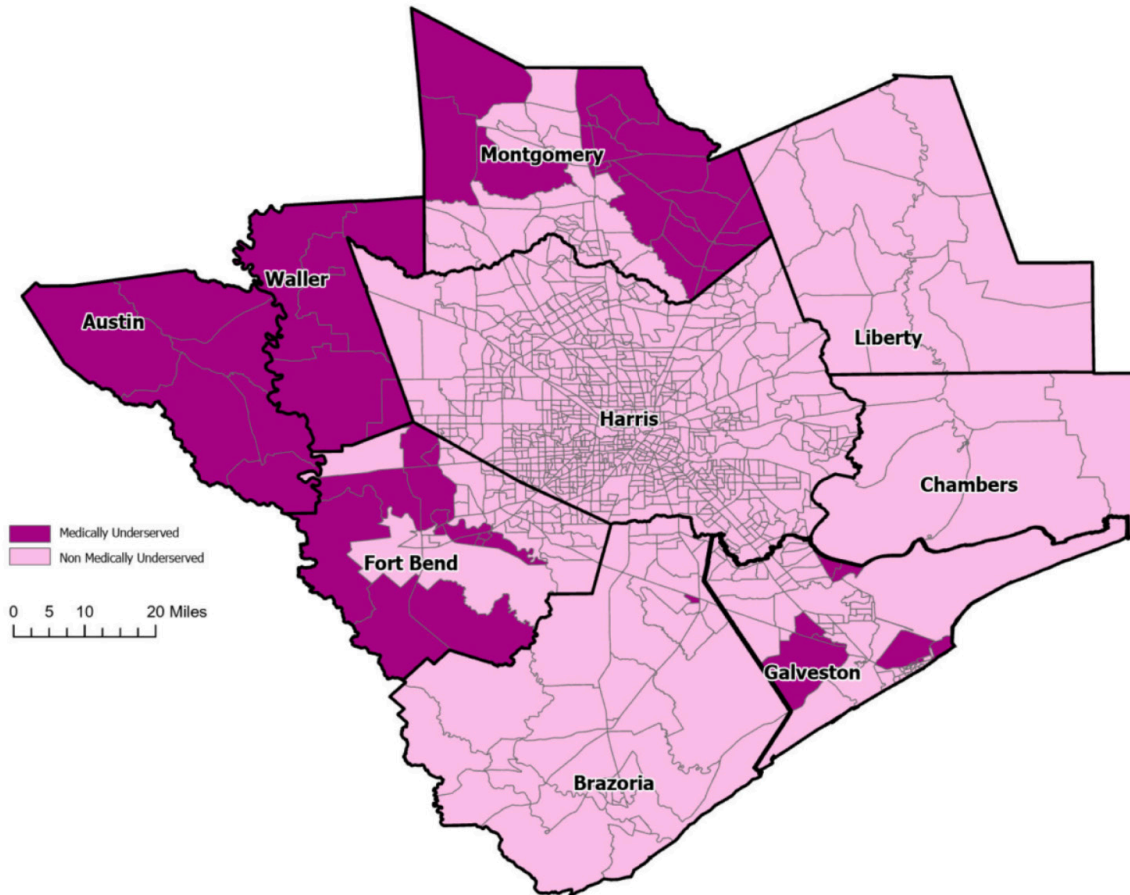 Montgomery
Waller
Austin
Liberty
Harris
Chambers
Medically Underserved
Non Medically Underserved
Fort Bend
0 5 10 20 Miles
Galveston
Brazoria